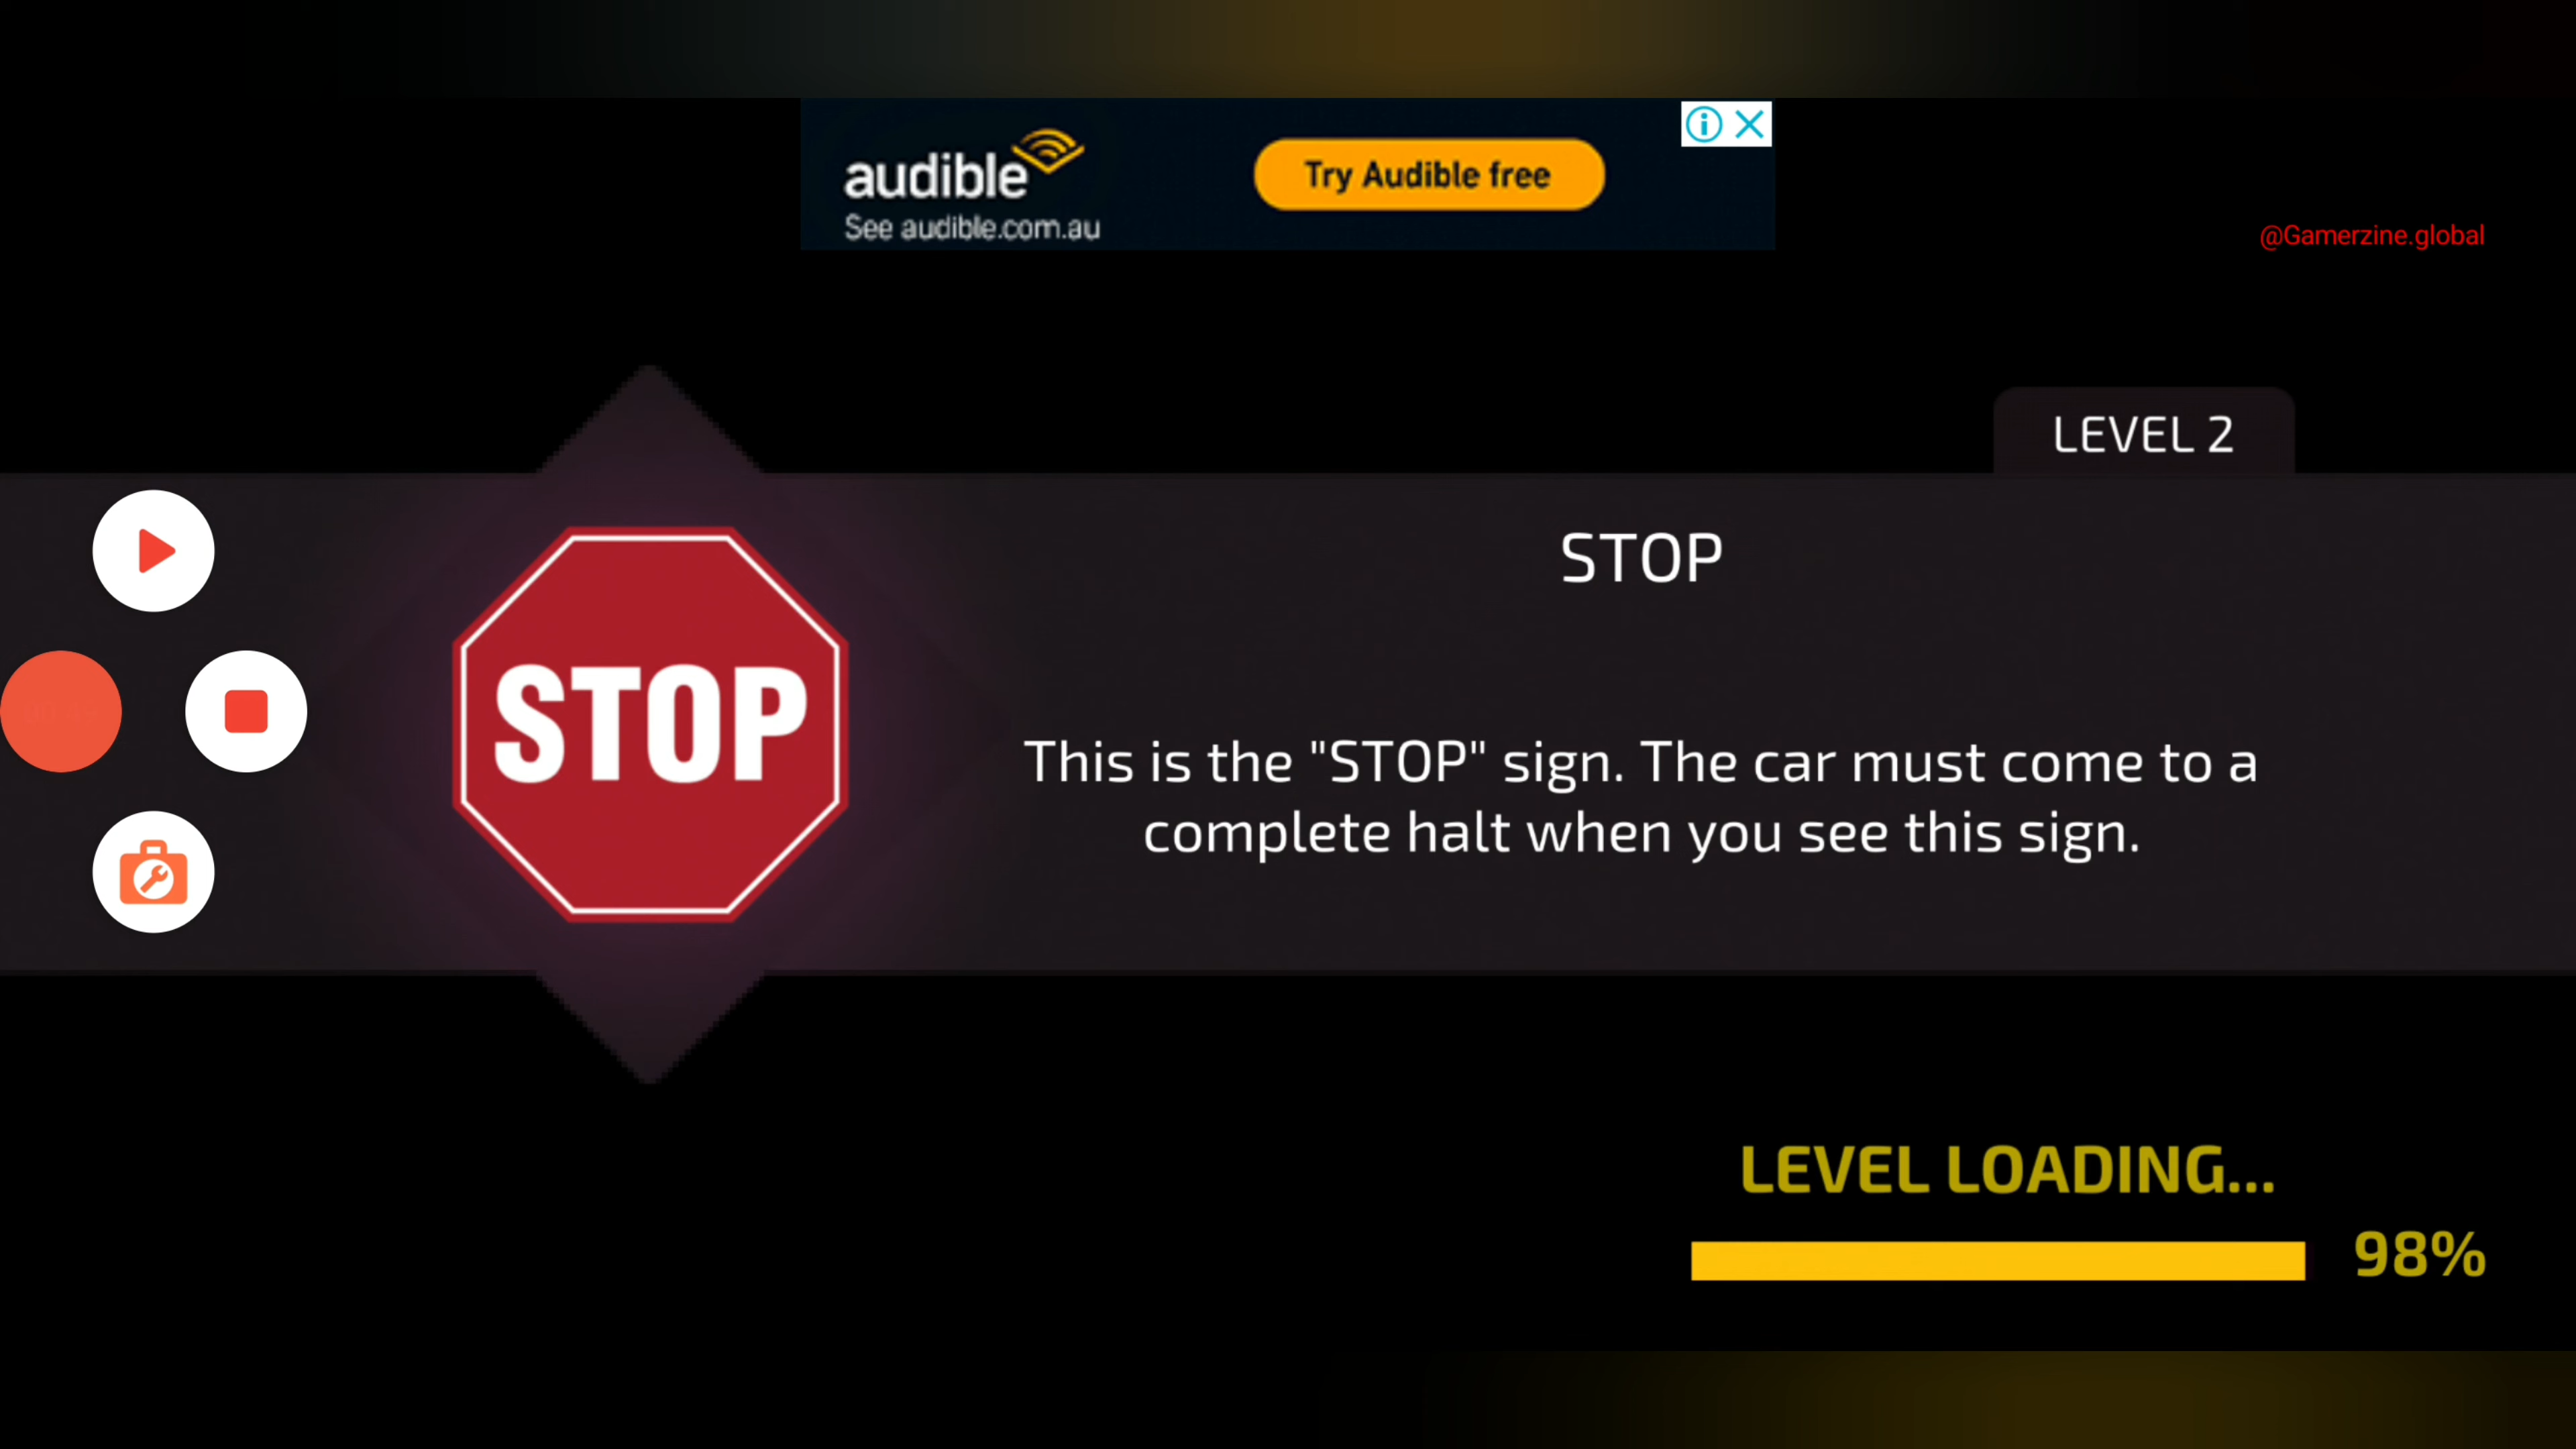 audible
Try Audible free
See audible.com.au
@Gamerzine.global
LEVEL 2
STOP
STOP
This is the "STOP" sign. The car must come to a
complete halt when you see this sign.
LEVEL LOADING...
98%